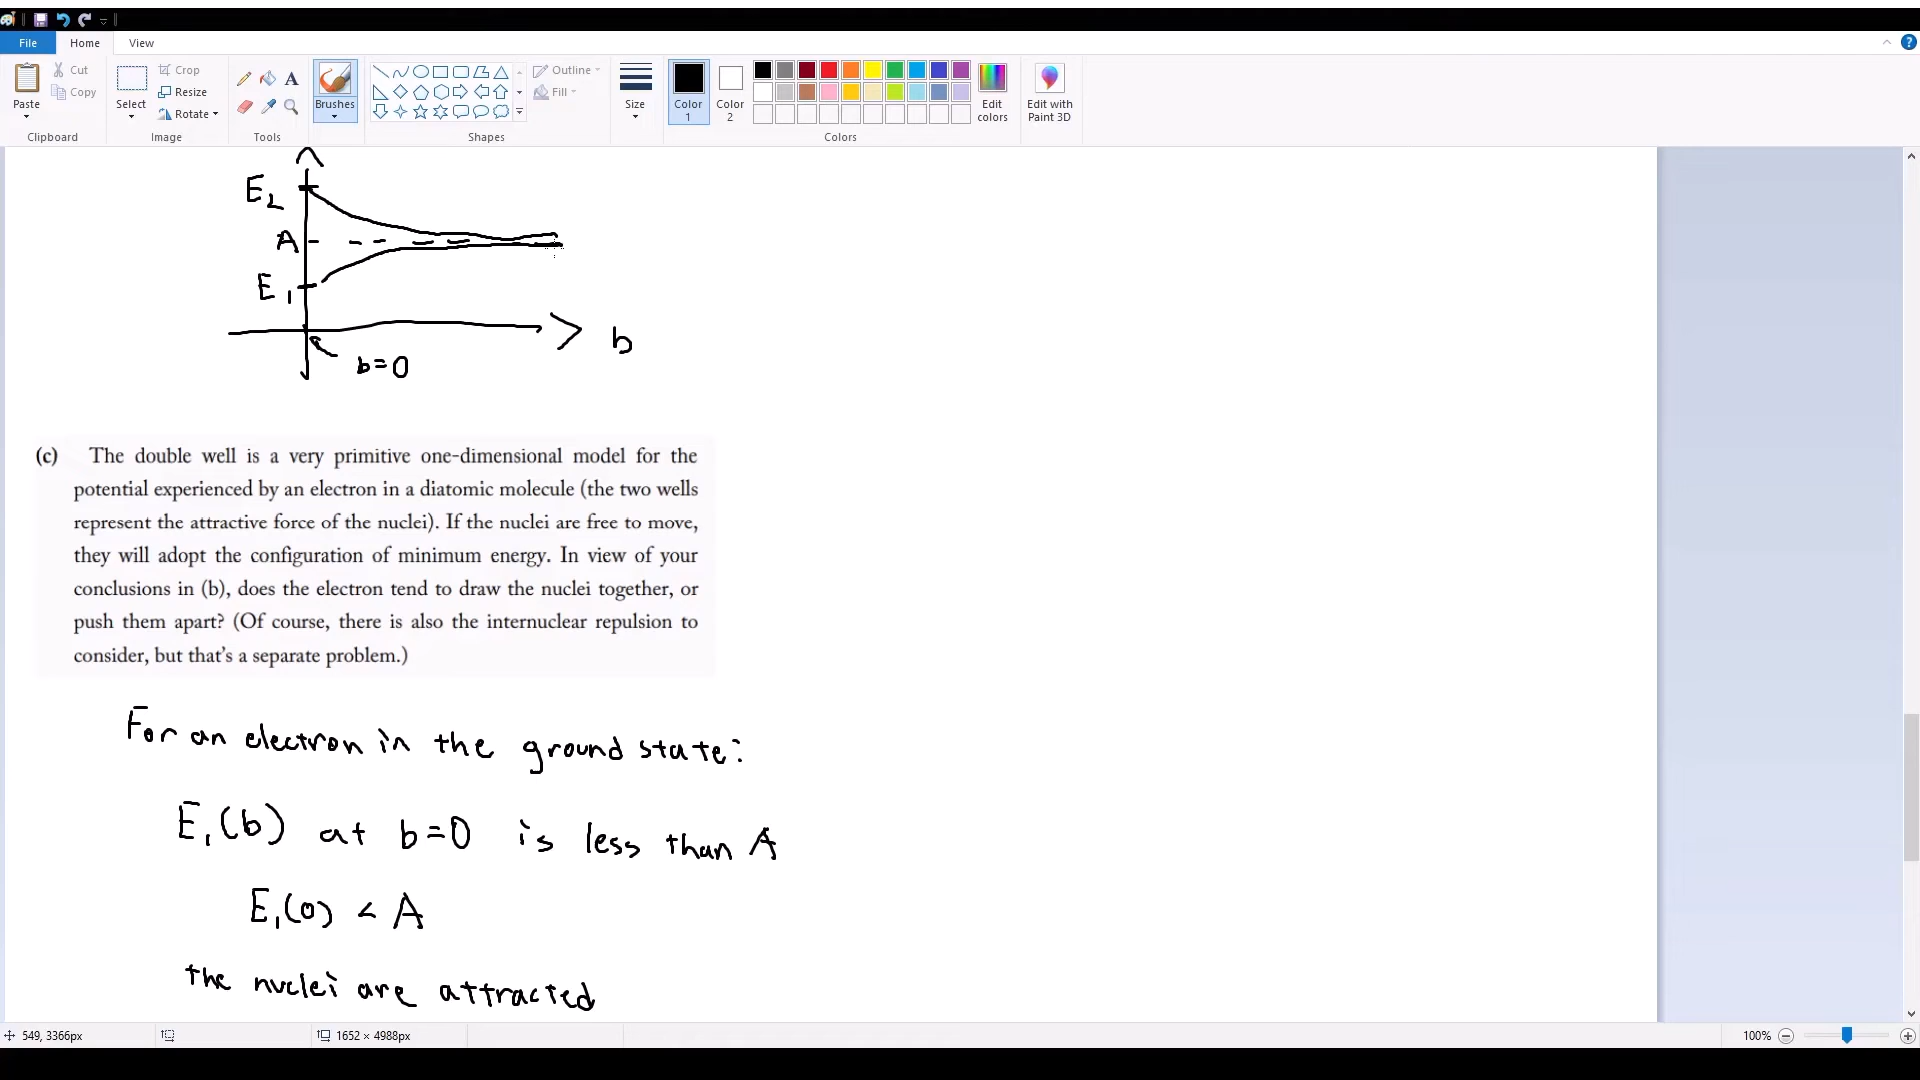 File Home View
Paste
Cut
Copy
Clipboard
Select
Crop
Resize
Rotate
Image
A
Tools
Brushes
Shapes
Outline
Fill
Size
Color 1
Color 2
Edit colors
Colors
Edit with Paint 3D
E2
A
E1
b
b=0
(c) The double well is a very primitive one-dimensional model for the
potential experienced by an electron in a diatomic molecule (the two wells
represent the attractive force of the nuclei). If the nuclei are free to move,
they will adopt the configuration of minimum energy. In view of your
conclusions in (b), does the electron tend to draw the nuclei together, or
push them apart? (Of course, there is also the internuclear repulsion to
consider, but that's a separate problem.)
For an electron in the ground state:
E1(b) at b=0 is less than A
E1(0) < A
the nuclei are attracted
549, 3366px
1652 × 4988px
100%